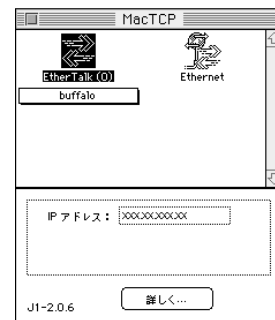 MacTCP
EtherTalk (0)
Ethernet
buffalo
IP アドレス： xxx.xxx.xxx.xx
詳しく...
J1-2.0.6